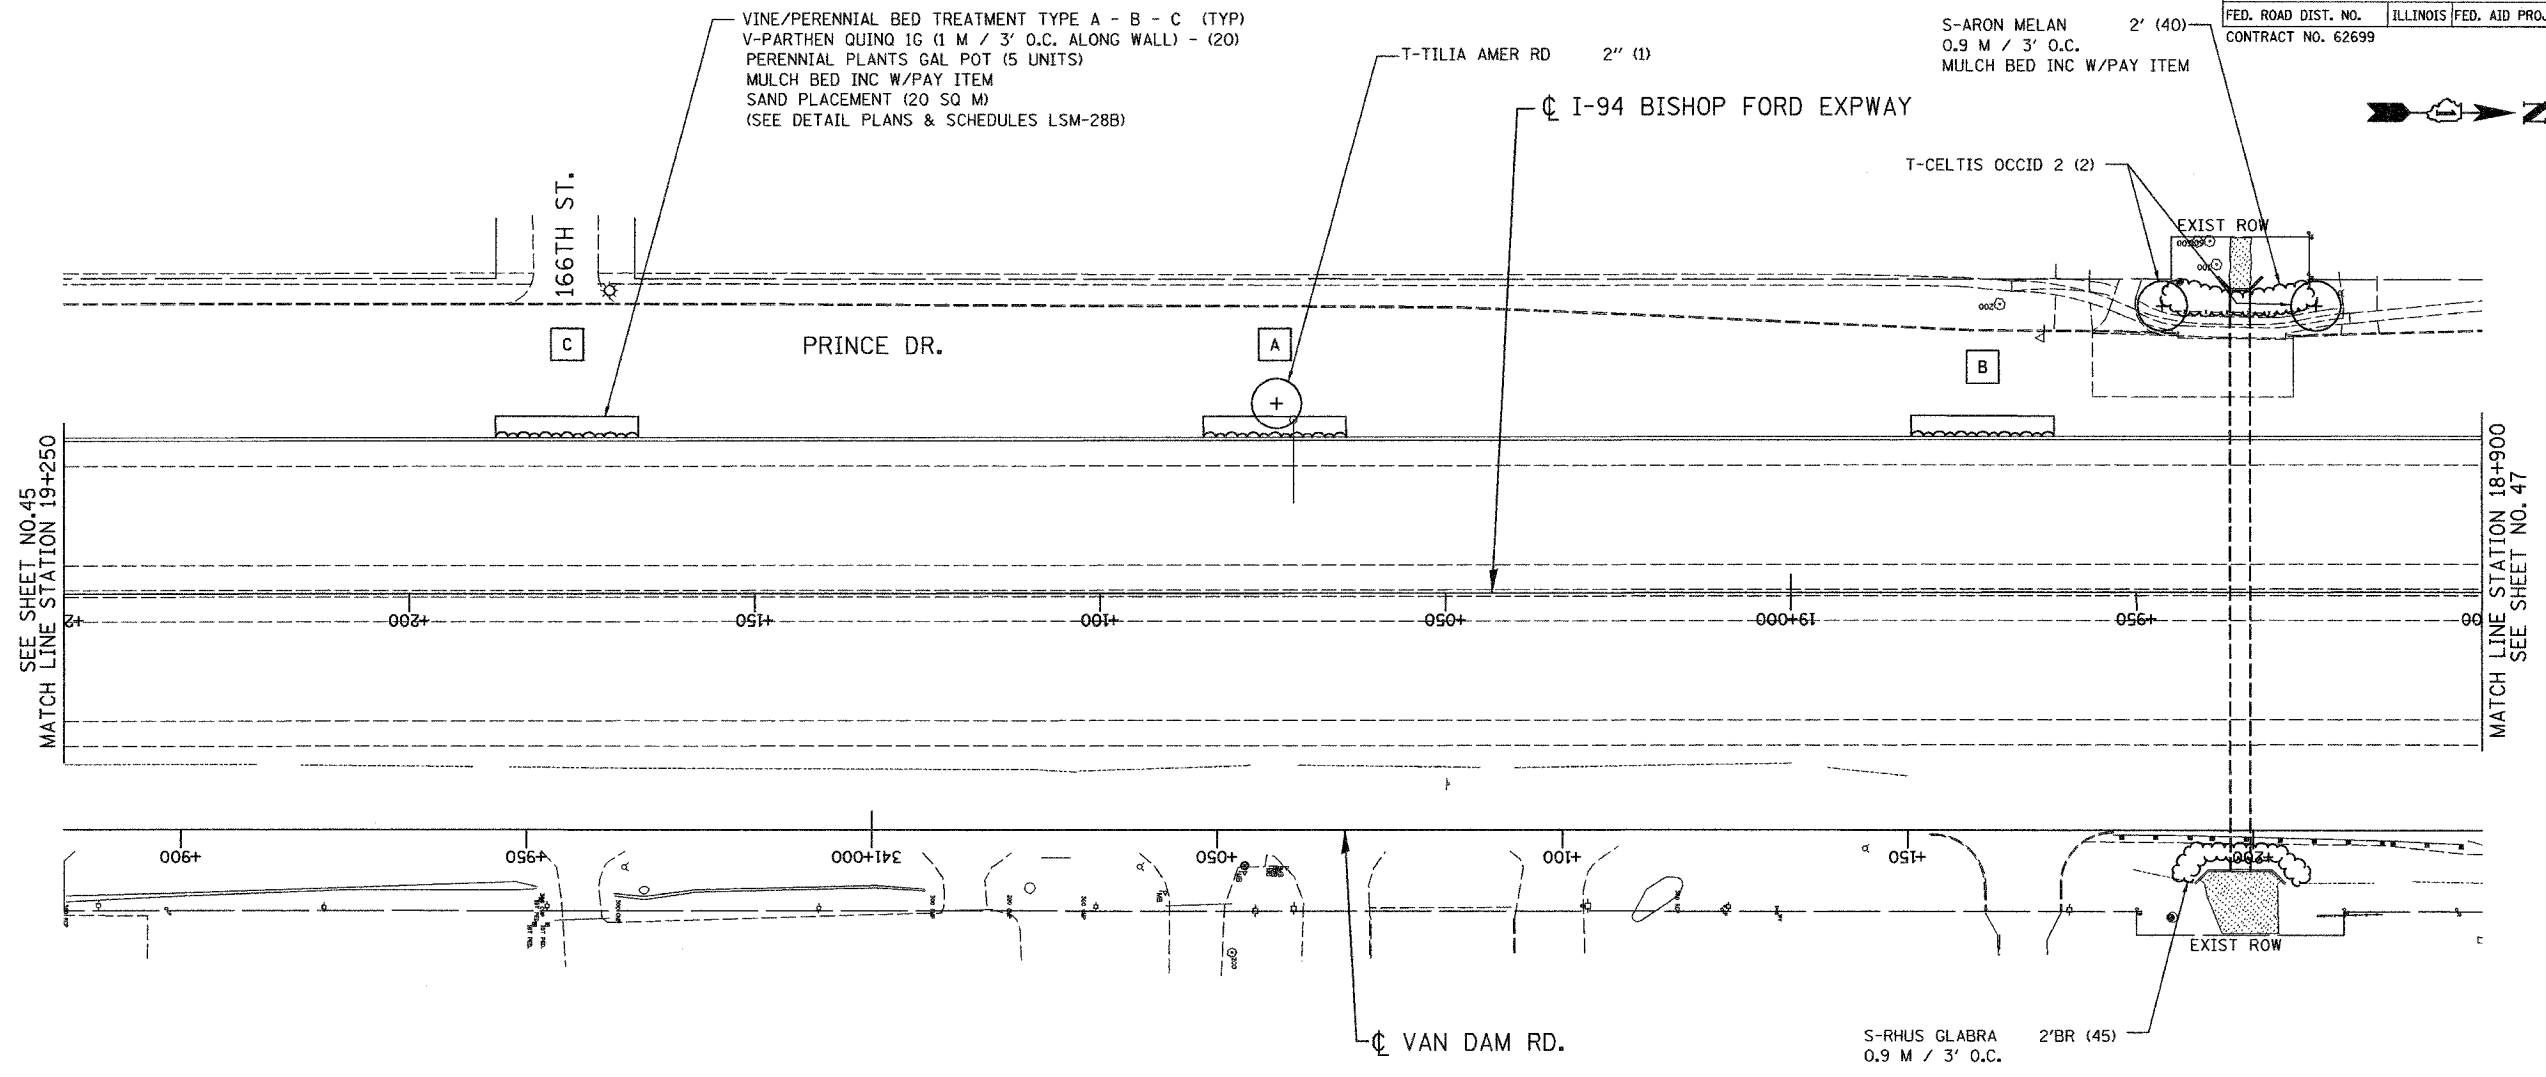 VINE/PERENNIAL BED TREATMENT TYPE A - B - C (TYP)
V-PARTHEN QUINQ 1G (1 M / 3' O.C. ALONG WALL) - (20)
PERENNIAL PLANTS GAL POT (5 UNITS)
MULCH BED INC W/PAY ITEM
SAND PLACEMENT (20 SQ M)
(SEE DETAIL PLANS & SCHEDULES LSM-28B)
T-TILIA AMER RD 2" (1)
℄ I-94 BISHOP FORD EXPWAY
S-ARON MELAN 2' (40)
0.9 M / 3' O.C.
MULCH BED INC W/PAY ITEM
FED. ROAD DIST. NO. ILLINOIS FED. AID PROJ.
CONTRACT NO. 62699
N
T-CELTIS OCCID 2 (2)
EXIST ROW
166TH ST.
C
PRINCE DR.
A
B
200
SEE SHEET NO.45
MATCH LINE STATION 19+250
MATCH LINE STATION 18+900
SEE SHEET NO. 47
+200
+150
+100
+050
19+000
+950
00
+900
+950
341+000
+050
+100
+150
+200
EXIST ROW
℄ VAN DAM RD.
S-RHUS GLABRA 2'BR (45)
0.9 M / 3' O.C.